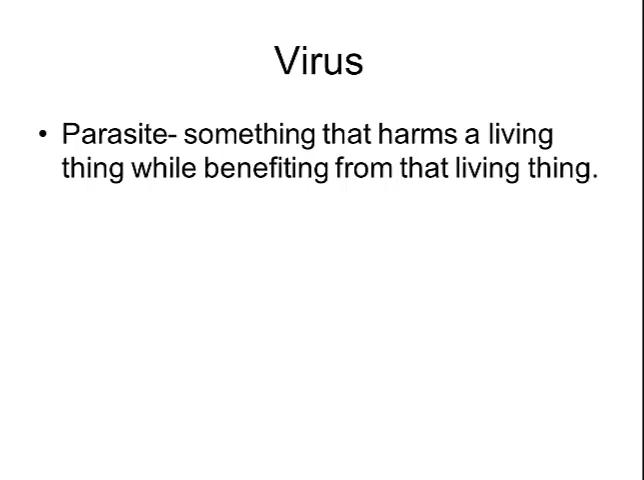 Virus
• Parasite- something that harms a living
thing while benefiting from that living thing.